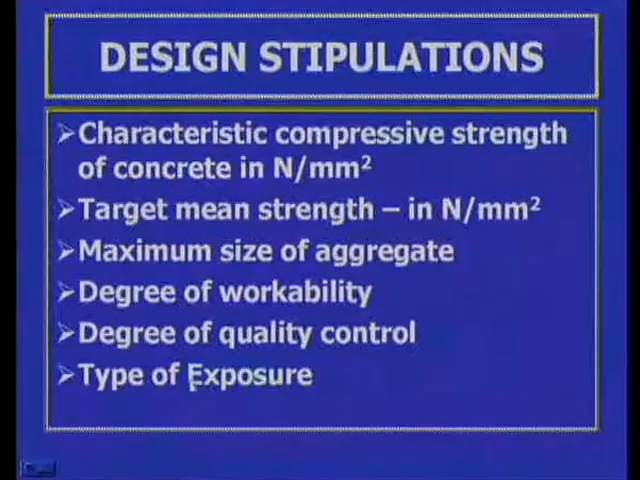 DESIGN STIPULATIONS
➢Characteristic compressive strength
of concrete in N/mm²
➢Target mean strength – in N/mm²
➢Maximum size of aggregate
➢Degree of workability
➢Degree of quality control
➢Type of Exposure